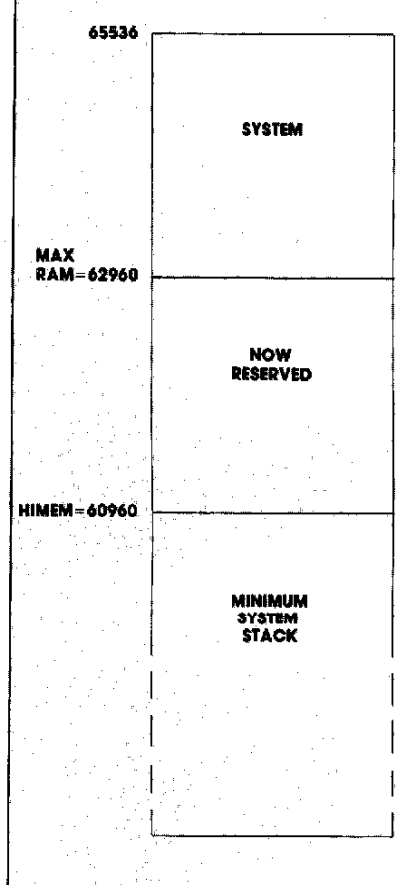 65536
SYSTEM
MAX
RAM=62960
NOW
RESERVED
HIMEM=60960
MINIMUM
SYSTEM
STACK